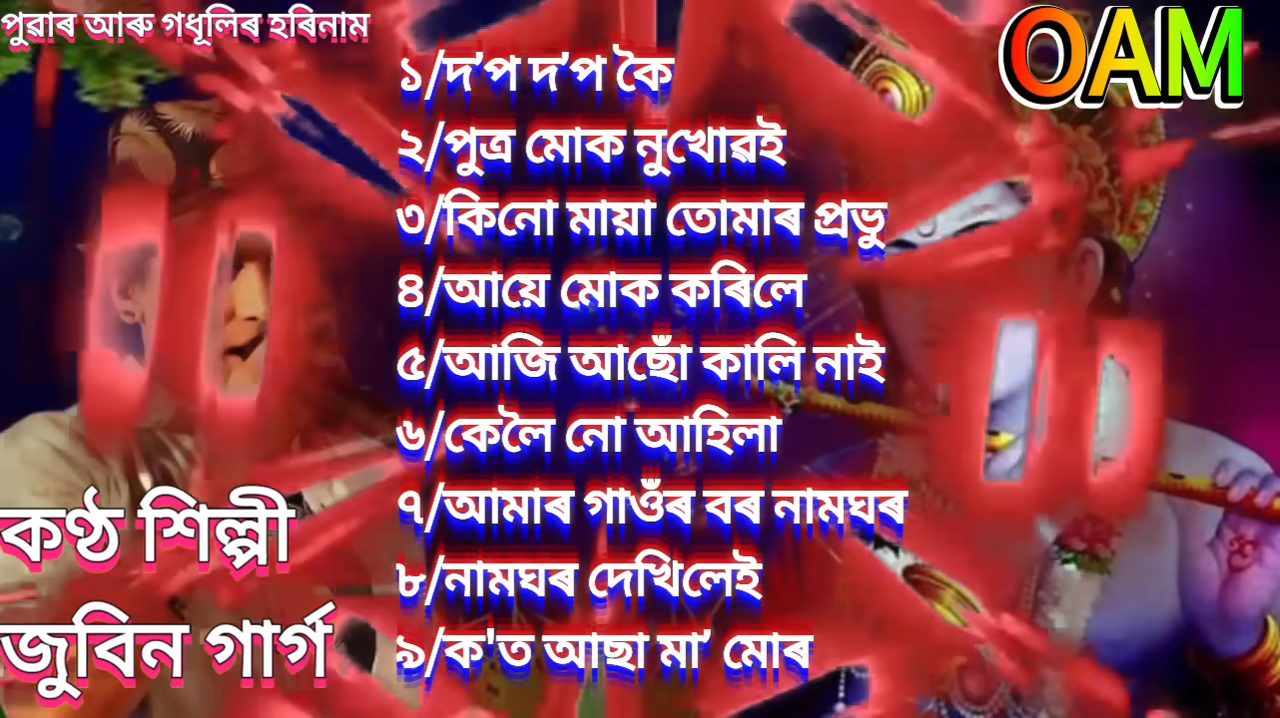 পুৱাৰ আৰু গধূলিৰ হৰিনাম
OAM
১/দ’প দ’প কৈ
২/পুত্ৰ মোক নুখোৱই
৩/কিনো মায়া তোমাৰ প্ৰভু
৪/আয়ে মোক কৰিলে
৫/আজি আছোঁ কালি নাই
৬/কেলৈ নো আহিলা
৭/আমাৰ গাওঁৰ বৰ নামঘৰ
৮/নামঘৰ দেখিলেই
৯/ক'ত আছা মা’ মোৰ
কণ্ঠ শিল্পী
জুবিন গাৰ্গ